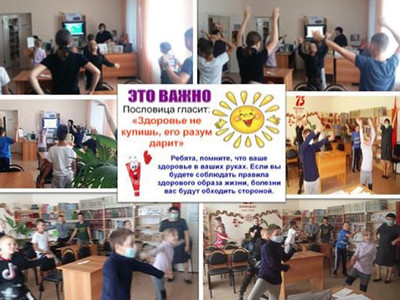 ЭТО ВАЖНО
Пословица гласит:
«Здоровье не
купишь, его разум
дарит»
Ребята, помните, что ваше
здоровье в ваших руках. Если вы
будете соблюдать правила
здорового образа жизни, болезни
вас будут обходить стороной.
75